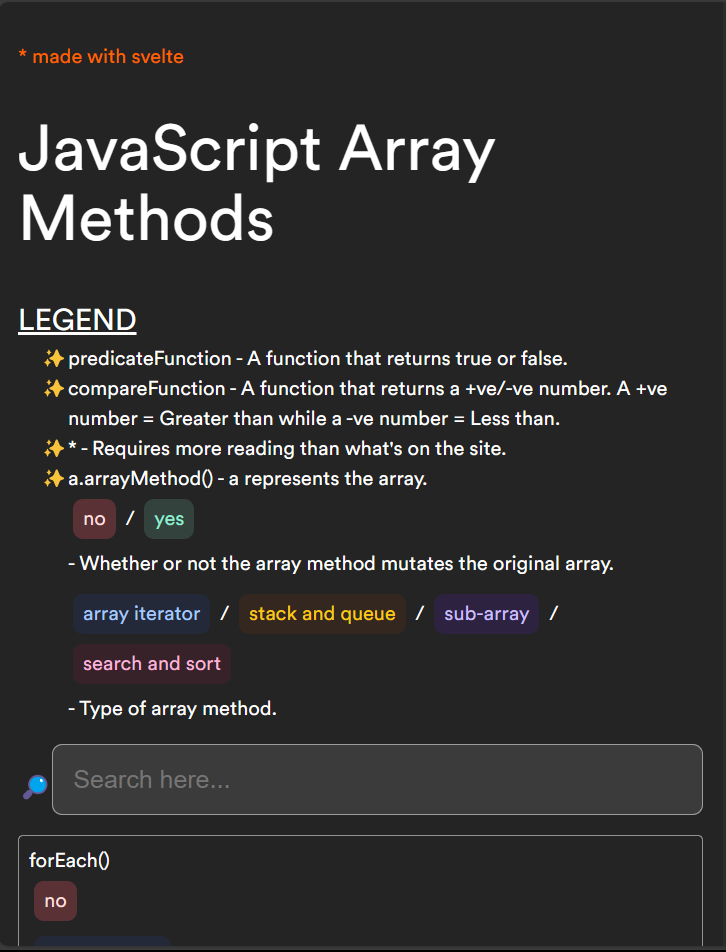 * made with svelte
JavaScript Array
Methods
LEGEND
✨ predicateFunction - A function that returns true or false.
✨ compareFunction - A function that returns a +ve/-ve number. A +ve
number = Greater than while a -ve number = Less than.
✨ * - Requires more reading than what's on the site.
✨ a.arrayMethod() - a represents the array.
no / yes
- Whether or not the array method mutates the original array.
array iterator / stack and queue / sub-array /
search and sort
- Type of array method.
🔎 Search here...
forEach()
no